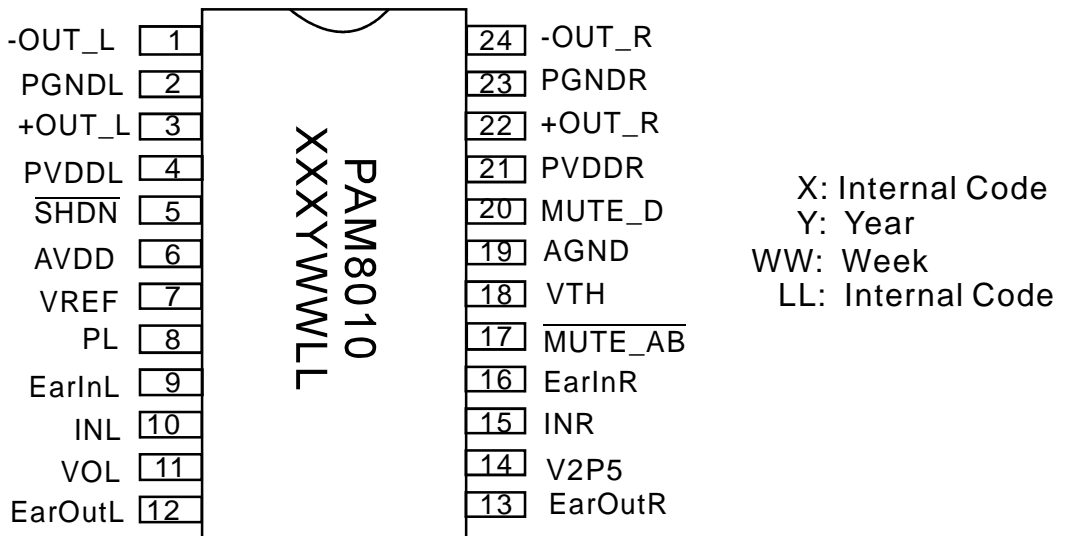 -OUT_L 1 24 -OUT_R
PGNDL 2 23 PGNDR
+OUT_L 3 22 +OUT_R
PVDDL 4 21 PVDDR
SHDN 5 20 MUTE_D
AVDD 6 19 AGND
VREF 7 18 VTH
PL 8 17 MUTE_AB
EarInL 9 16 EarInR
INL 10 15 INR
VOL 11 14 V2P5
EarOutL 12 13 EarOutR
PAM8010
XXXYWWLL
X: Internal Code
Y: Year
WW: Week
LL: Internal Code